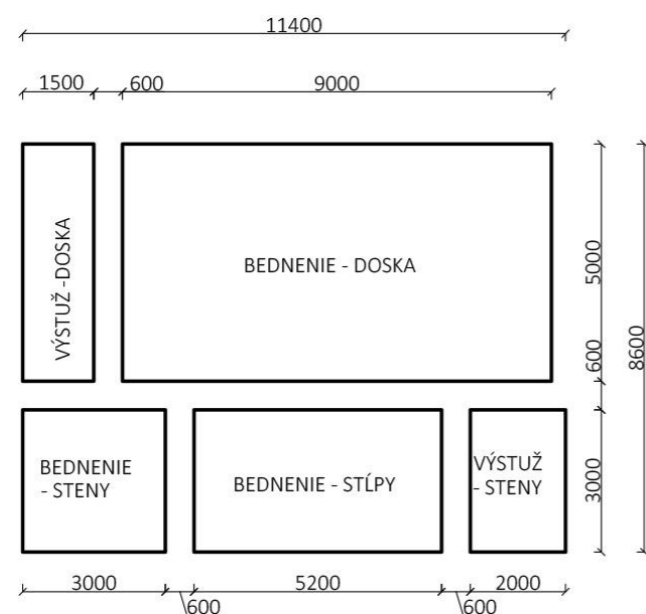 11400
1500 600 9000
VÝSTUŽ -DOSKA
BEDNENIE - DOSKA
5000
600
8600
BEDNENIE
- STENY
BEDNENIE - STĹPY
VÝSTUŽ
- STENY
3000
3000 5200 2000
600 600